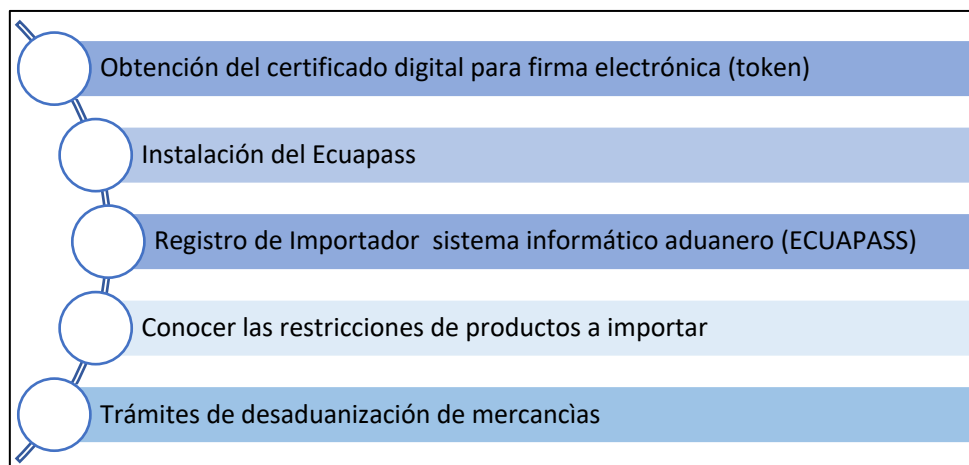 Obtención del certificado digital para firma electrónica (token)
Instalación del Ecuapass
Registro de Importador  sistema informático aduanero (ECUAPASS)
Conocer las restricciones de productos a importar
Trámites de desaduanización de mercancìas